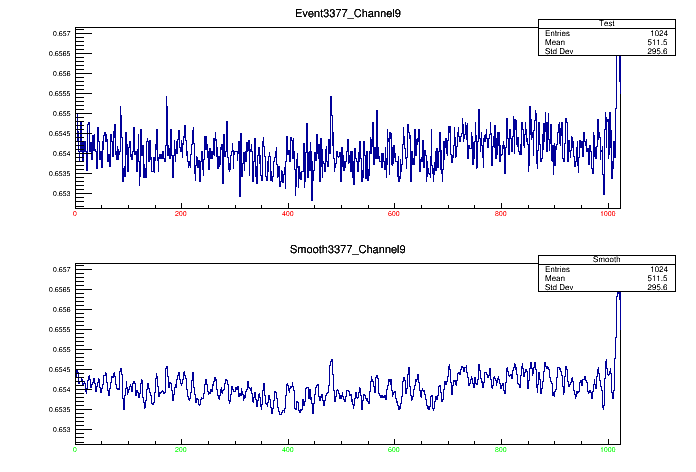 Event3377_Channel9
Test
Entries 1024
Mean 511.5
Std Dev 295.6
0.657
0.6565
0.656
0.6555
0.655
0.6545
0.654
0.6535
0.653
0 200 400 600 800 1000
Smooth3377_Channel9
Smooth
Entries 1024
Mean 511.5
Std Dev 295.6
0.657
0.6565
0.656
0.6555
0.655
0.6545
0.654
0.6535
0.653
0 200 400 600 800 1000